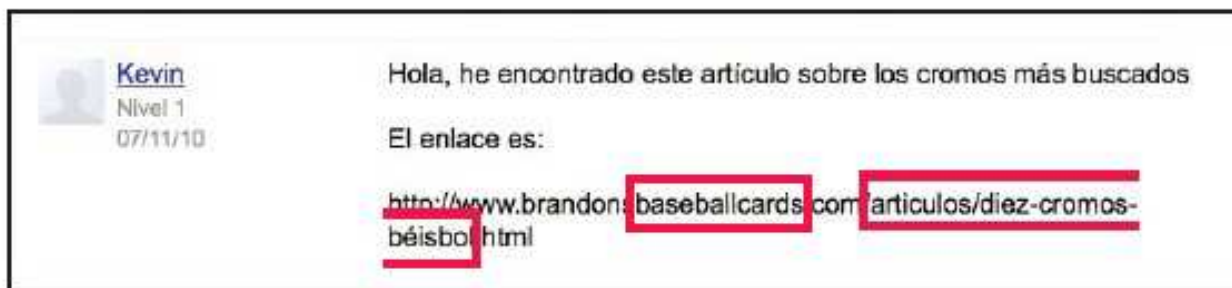 Kevin
Nivel 1
07/11/10
Hola, he encontrado este artículo sobre los cromos más buscados
El enlace es:
http://www.brandonsbaseballcards.com/articulos/diez-cromos-
béisbol.html